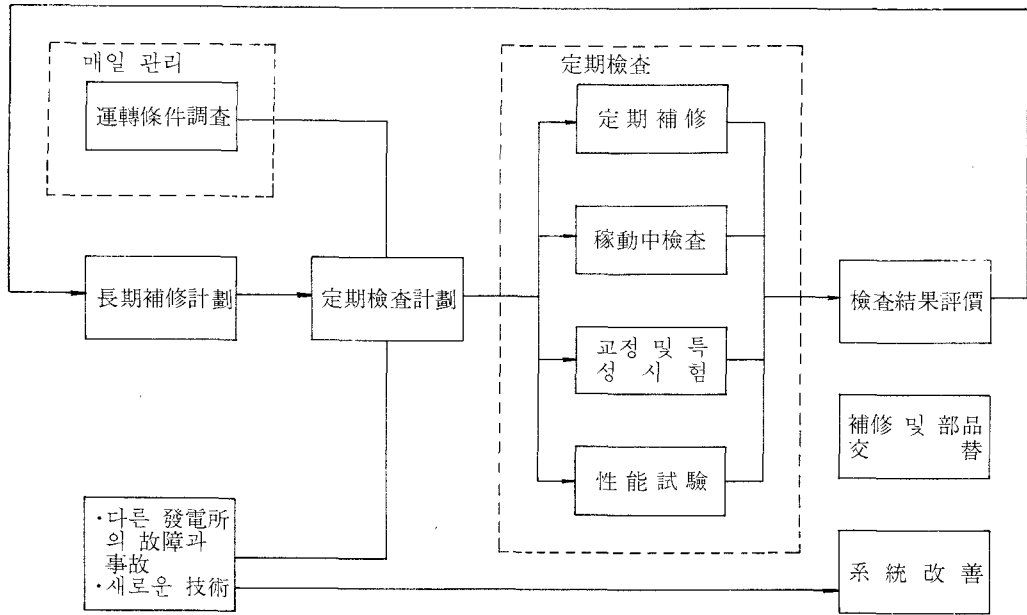 매일 관리
運轉條件調査
定期檢査
定期補修
稼動中檢査
長期補修計劃
定期檢査計劃
檢査結果評價
교정 및 특
성 시 험
補修 및 部品
交 替
性能試驗
·다른 發電所
의 故障과
事故
·새로운 技術
系統改善